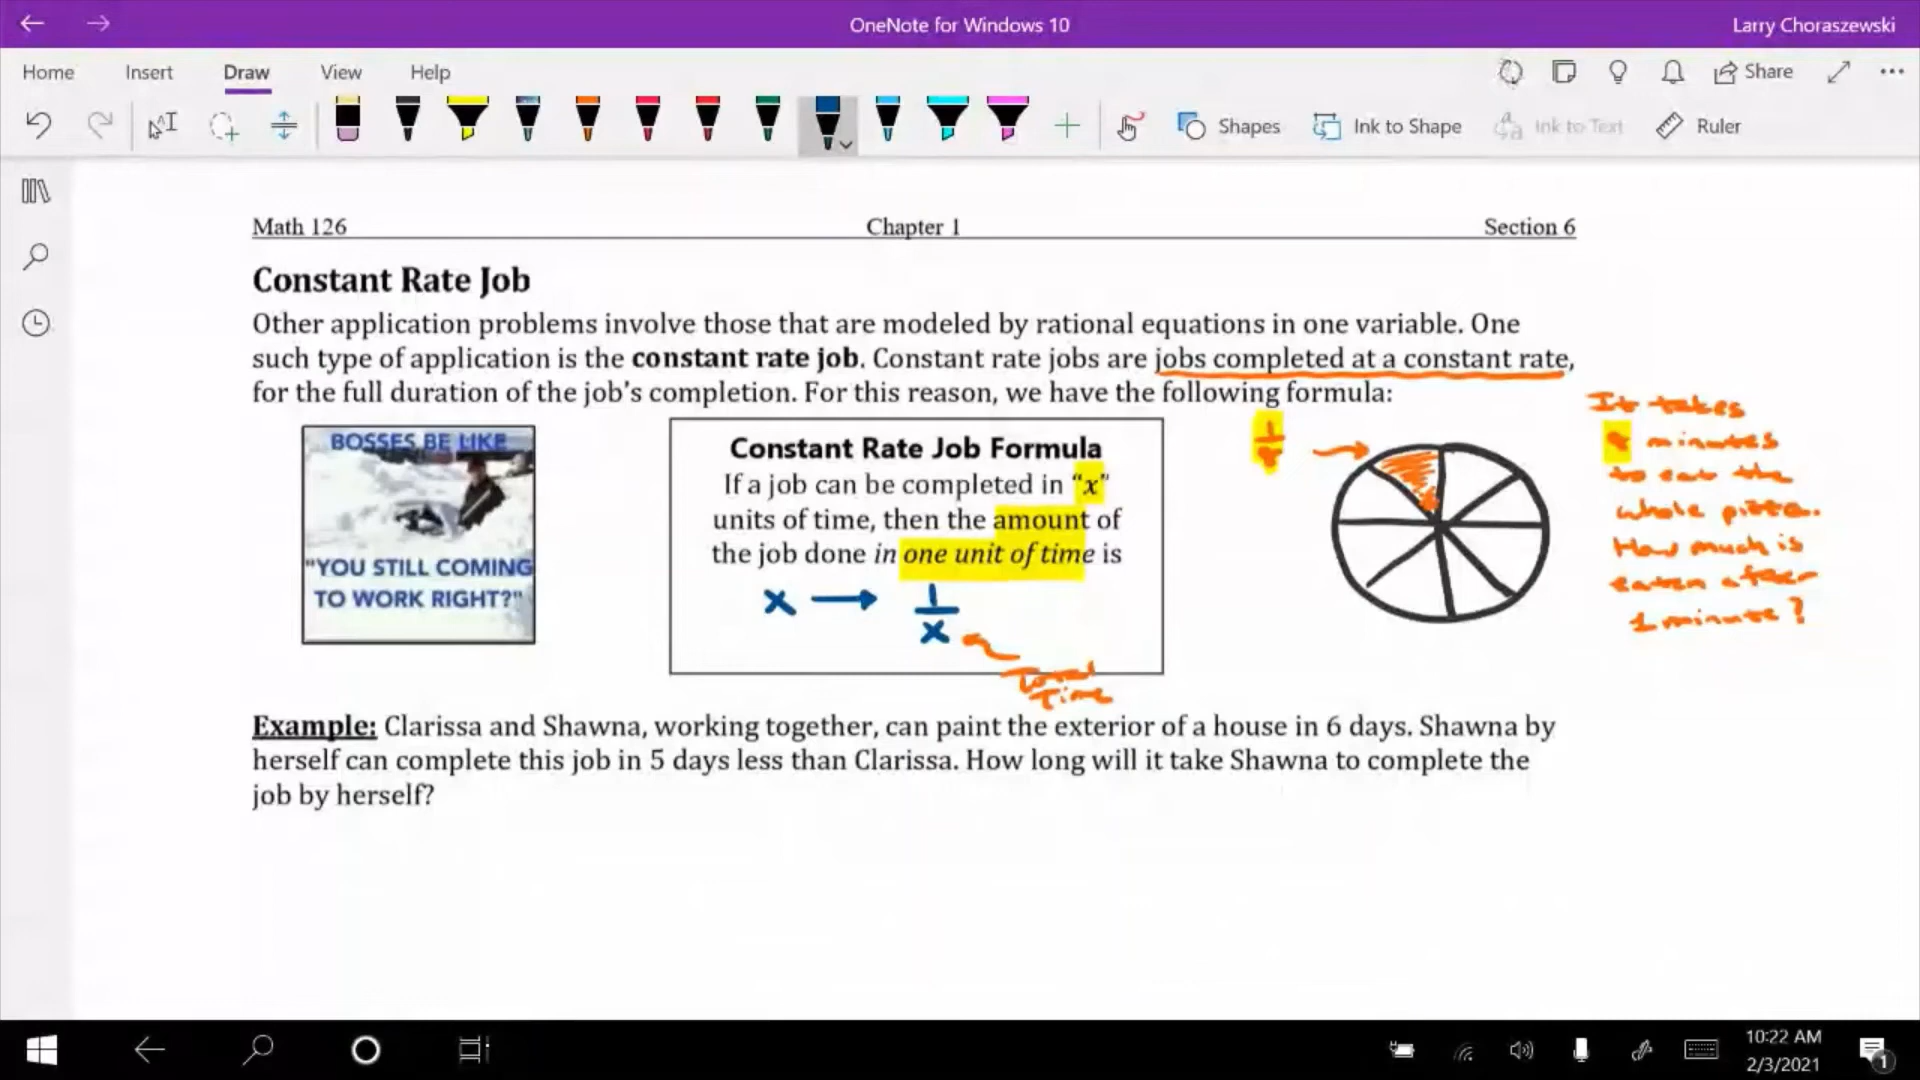 OneNote for Windows 10
Larry Choraszewski
Home
Insert
Draw
View
Help
Share
Shapes
Ink to Shape
Ink to Text
Ruler
Math 126
Chapter 1
Section 6
Constant Rate Job
Other application problems involve those that are modeled by rational equations in one variable. One
such type of application is the constant rate job. Constant rate jobs are jobs completed at a constant rate,
for the full duration of the job's completion. For this reason, we have the following formula:
BOSSES BE LIKE
"YOU STILL COMING
TO WORK RIGHT?"
Constant Rate Job Formula
If a job can be completed in "x"
units of time, then the amount of
the job done in one unit of time is
x → 1/x
Total
Time
1/8
It takes
8 minutes
to eat the
whole pizza.
How much is
eaten after
1 minute?
Example: Clarissa and Shawna, working together, can paint the exterior of a house in 6 days. Shawna by
herself can complete this job in 5 days less than Clarissa. How long will it take Shawna to complete the
job by herself?
10:22 AM
2/3/2021
1